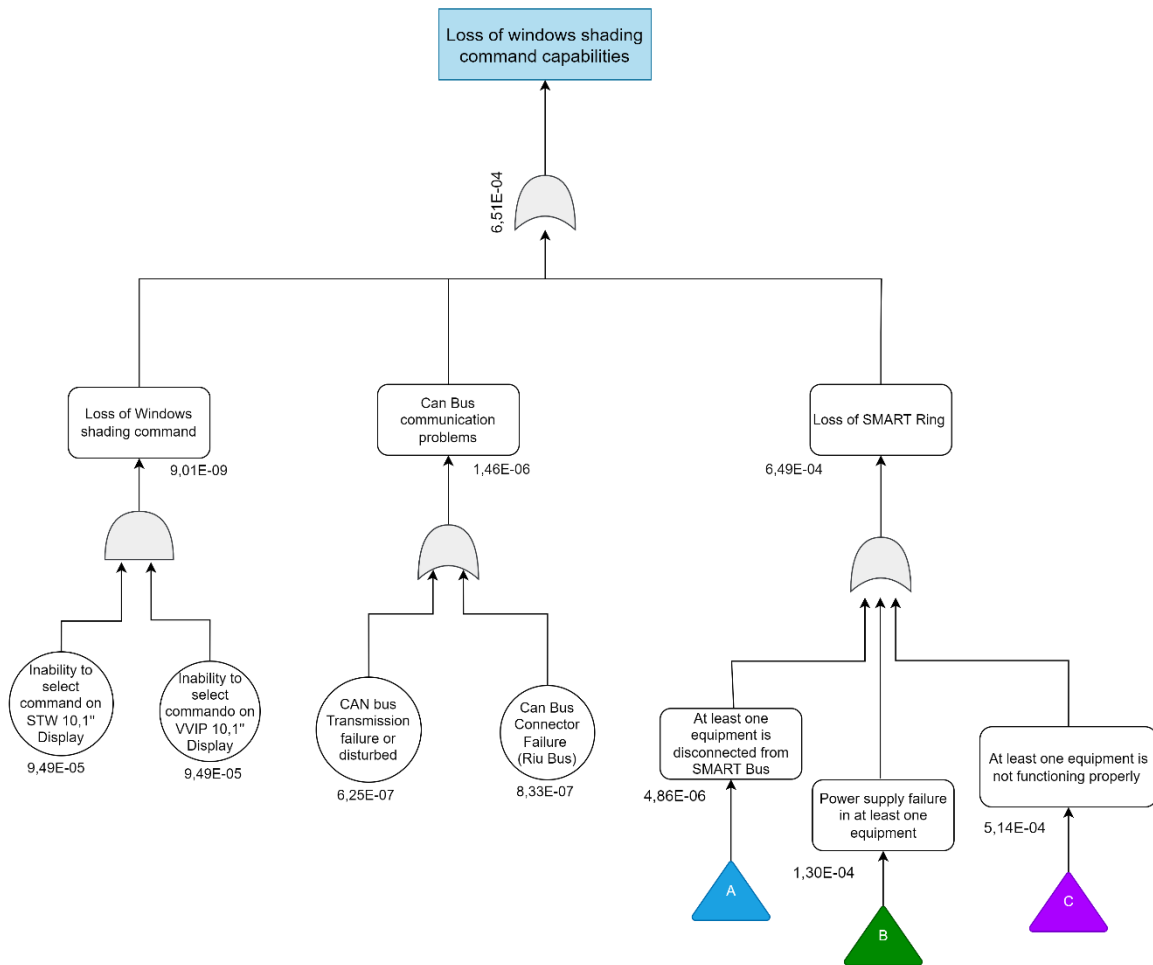 Loss of windows shading
command capabilities
6,51E-04
Loss of Windows
shading command
9,01E-09
Can Bus
communication
problems
1,46E-06
Loss of SMART Ring
6,49E-04
Inability to
select
command on
STW 10,1"
Display
9,49E-05
Inability to
select
commando on
VVIP 10,1"
Display
9,49E-05
CAN bus
Transmission
failure or
disturbed
6,25E-07
Can Bus
Connector
Failure
(Riu Bus)
8,33E-07
At least one
equipment is
disconnected from
SMART Bus
4,86E-06
Power supply failure
in at least one
equipment
1,30E-04
At least one equipment is
not functioning properly
5,14E-04
A
B
C